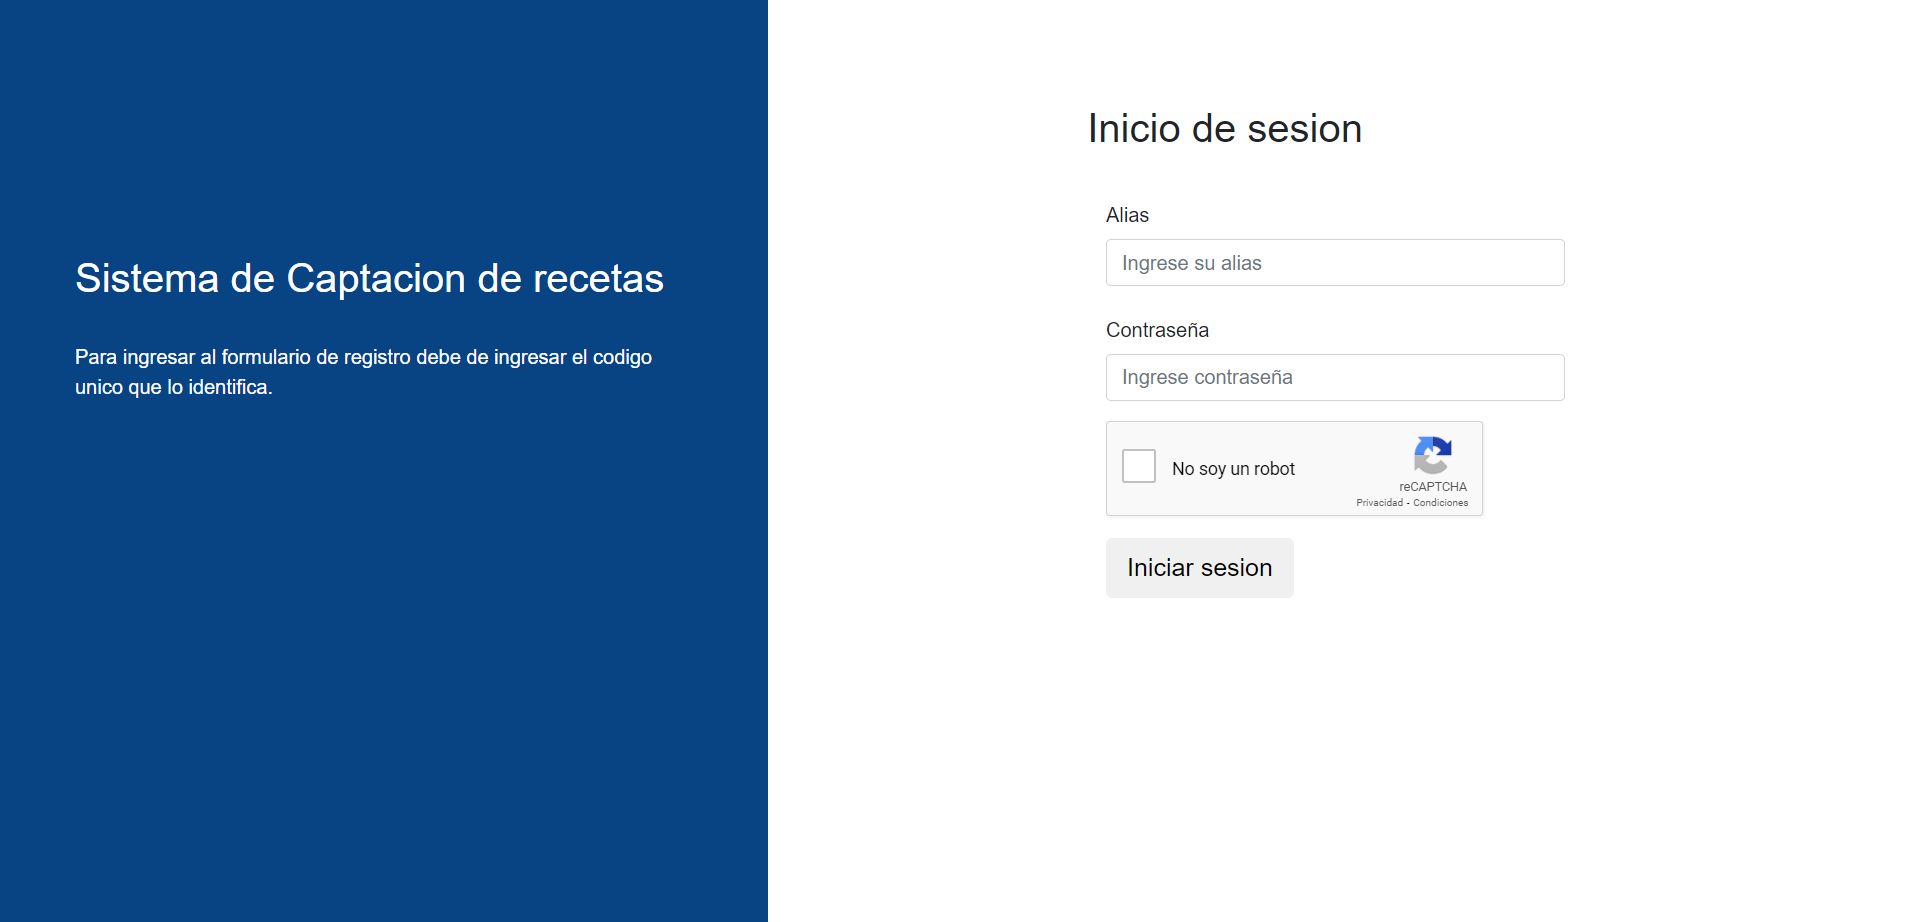 Sistema de Captacion de recetas
Para ingresar al formulario de registro debe de ingresar el codigo
unico que lo identifica.
Inicio de sesion
Alias
Ingrese su alias
Contraseña
Ingrese contraseña
No soy un robot
reCAPTCHA
Privacidad - Condiciones
Iniciar sesion